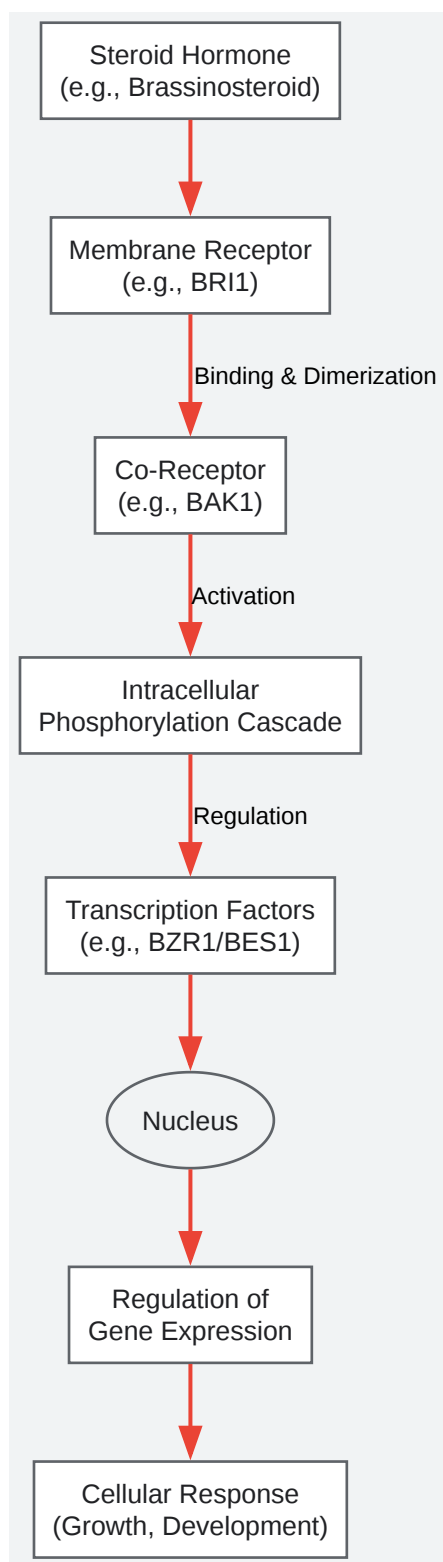 Steroid Hormone
(e.g., Brassinosteroid)
Membrane Receptor
(e.g., BRI1)
Binding & Dimerization
Co-Receptor
(e.g., BAK1)
Activation
Intracellular
Phosphorylation Cascade
Regulation
Transcription Factors
(e.g., BZR1/BES1)
Nucleus
Regulation of
Gene Expression
Cellular Response
(Growth, Development)